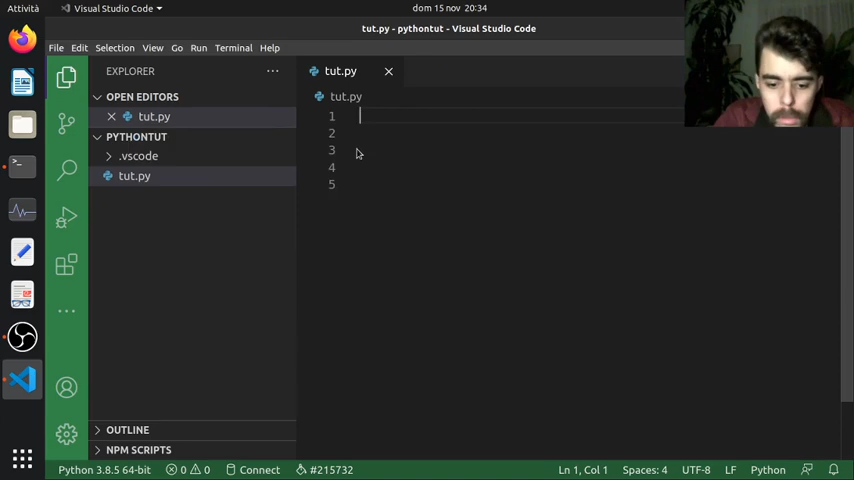 Attività
Visual Studio Code
dom 15 nov 20:34
tut.py - pythontut - Visual Studio Code
File Edit Selection View Go Run Terminal Help
EXPLORER
tut.py
OPEN EDITORS
tut.py
tut.py
PYTHONTUT
.vscode
tut.py
1
2
3
4
5
OUTLINE
NPM SCRIPTS
Python 3.8.5 64-bit 0 0 Connect #215732 Ln 1, Col 1 Spaces: 4 UTF-8 LF Python